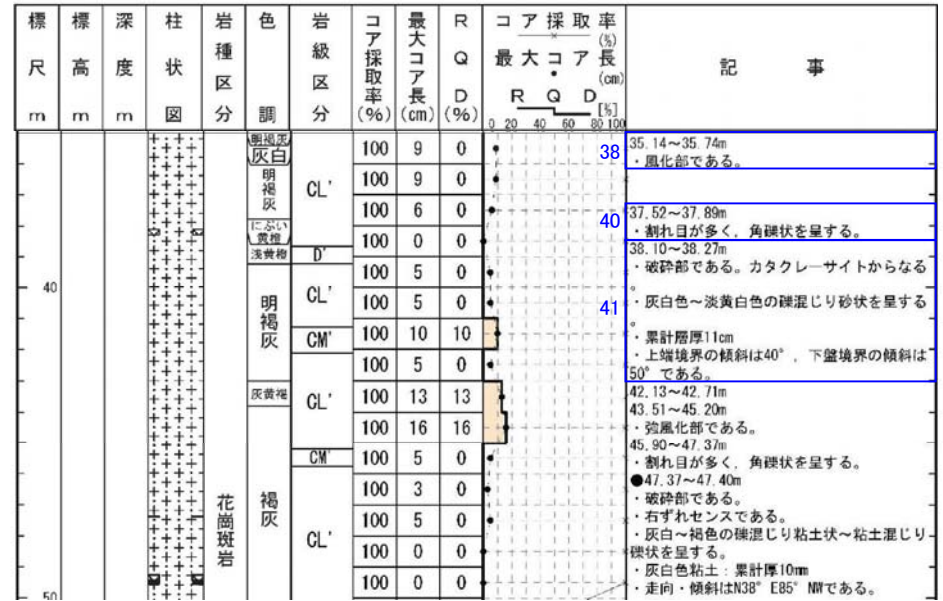 標尺 m
標高 m
深度 m
柱状図
岩種区分
色調
岩級区分
コア採取率(%)
最大コア長(cm)
RQD(%)
コア採取率(%)
最大コア長(cm)
RQD[%]
0 20 40 60 80 100
記事
明褐灰
灰白
明褐灰
にぶい黄橙
浅黄橙
明褐灰
灰黄褐
褐灰
CL'
D'
CL'
CM'
CL'
CM'
CL'
花崗斑岩
40
50
100 9 0
100 9 0
100 6 0
100 0 0
100 5 0
100 5 0
100 10 10
100 5 0
100 13 13
100 16 16
100 5 0
100 3 0
100 5 0
100 0 0
100 0 0
38
35.14~35.74m
・風化部である。
40
37.52~37.89m
・割れ目が多く，角礫状を呈する。
41
38.10~38.27m
・破砕部である。カタクレーサイトからなる
。
・灰白色~淡黄白色の礫混じり砂状を呈する
。
・累計層厚11cm
・上端境界の傾斜は40°，下盤境界の傾斜は
50°である。
42.13~42.71m
43.51~45.20m
・強風化部である。
45.90~47.37m
・割れ目が多く，角礫状を呈する。
●47.37~47.40m
・破砕部である。
・右ずれセンスである。
・灰白~褐色の礫混じり粘土状~粘土混じり
礫状を呈する。
・灰白色粘土：累計厚10mm
・走向・傾斜はN38°E85°NWである。